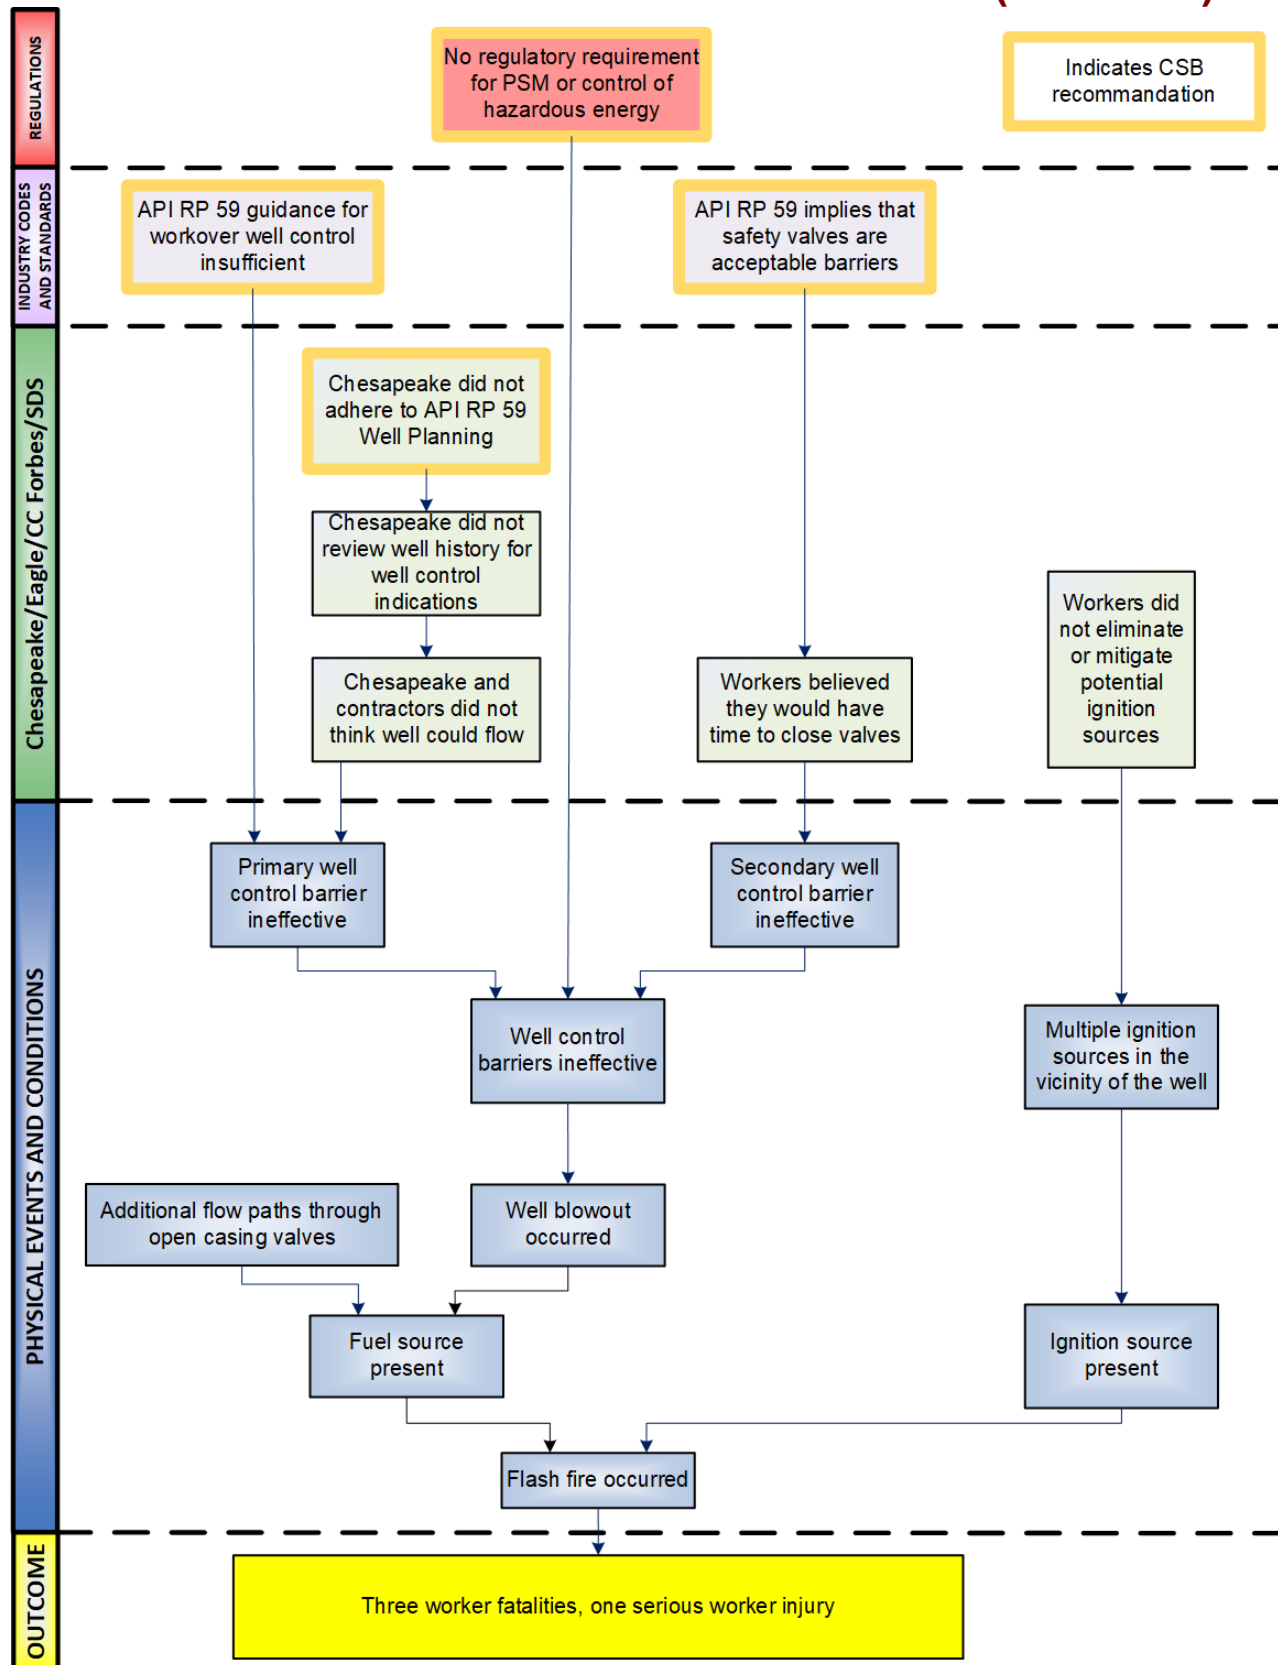 REGULATIONS
No regulatory requirement
for PSM or control of
hazardous energy
Indicates CSB
recommandation
INDUSTRY CODES
AND STANDARDS
API RP 59 guidance for
workover well control
insufficient
API RP 59 implies that
safety valves are
acceptable barriers
Chesapeake/Eagle/CC Forbes/SDS
Chesapeake did not
adhere to API RP 59
Well Planning
Chesapeake did not
review well history for
well control
indications
Chesapeake and
contractors did not
think well could flow
Workers believed
they would have
time to close valves
Workers did
not eliminate
or mitigate
potential
ignition
sources
PHYSICAL EVENTS AND CONDITIONS
Primary well
control barrier
ineffective
Secondary well
control barrier
ineffective
Well control
barriers ineffective
Multiple ignition
sources in the
vicinity of the well
Additional flow paths through
open casing valves
Well blowout
occurred
Fuel source
present
Ignition source
present
Flash fire occurred
OUTCOME
Three worker fatalities, one serious worker injury